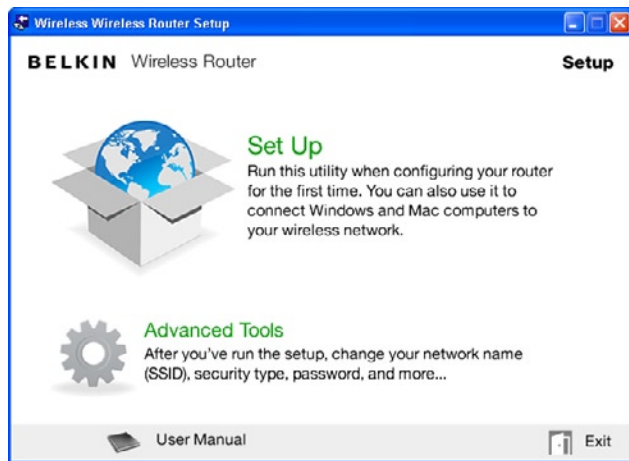 Wireless Wireless Router Setup
BELKIN Wireless Router Setup
Set Up
Run this utility when configuring your router
for the first time. You can also use it to
connect Windows and Mac computers to
your wireless network.
Advanced Tools
After you've run the setup, change your network name
(SSID), security type, password, and more...
User Manual Exit